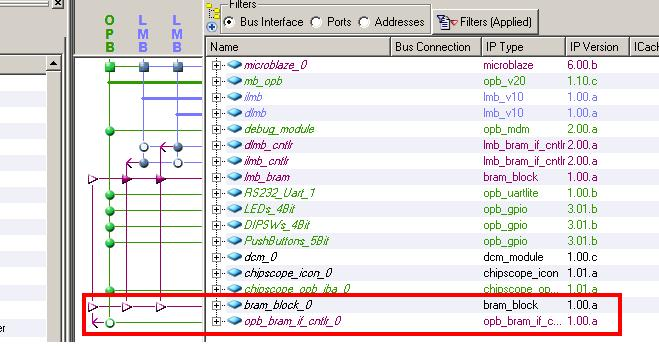 Filters
Bus Interface Ports Addresses Filters (Applied)
OPB LMB LMB
Name Bus Connection IP Type IP Version ICach
microblaze_0 microblaze 6.00.b
mb_opb opb_v20 1.10.c
ilmb lmb_v10 1.00.a
dlmb lmb_v10 1.00.a
debug_module opb_mdm 2.00.a
dlmb_cntlr lmb_bram_if_cntlr 2.00.a
ilmb_cntlr lmb_bram_if_cntlr 2.00.a
lmb_bram bram_block 1.00.a
RS232_Uart_1 opb_uartlite 1.00.b
LEDs_4Bit opb_gpio 3.01.b
DIPSWs_4Bit opb_gpio 3.01.b
PushButtons_5Bit opb_gpio 3.01.b
dcm_0 dcm_module 1.00.c
chipscope_icon_0 chipscope_icon 1.01.a
chipscope_opb_iba_0 chipscope_op... 1.01.a
bram_block_0 bram_block 1.00.a
opb_bram_if_cntlr_0 opb_bram_if_c... 1.00.a
er